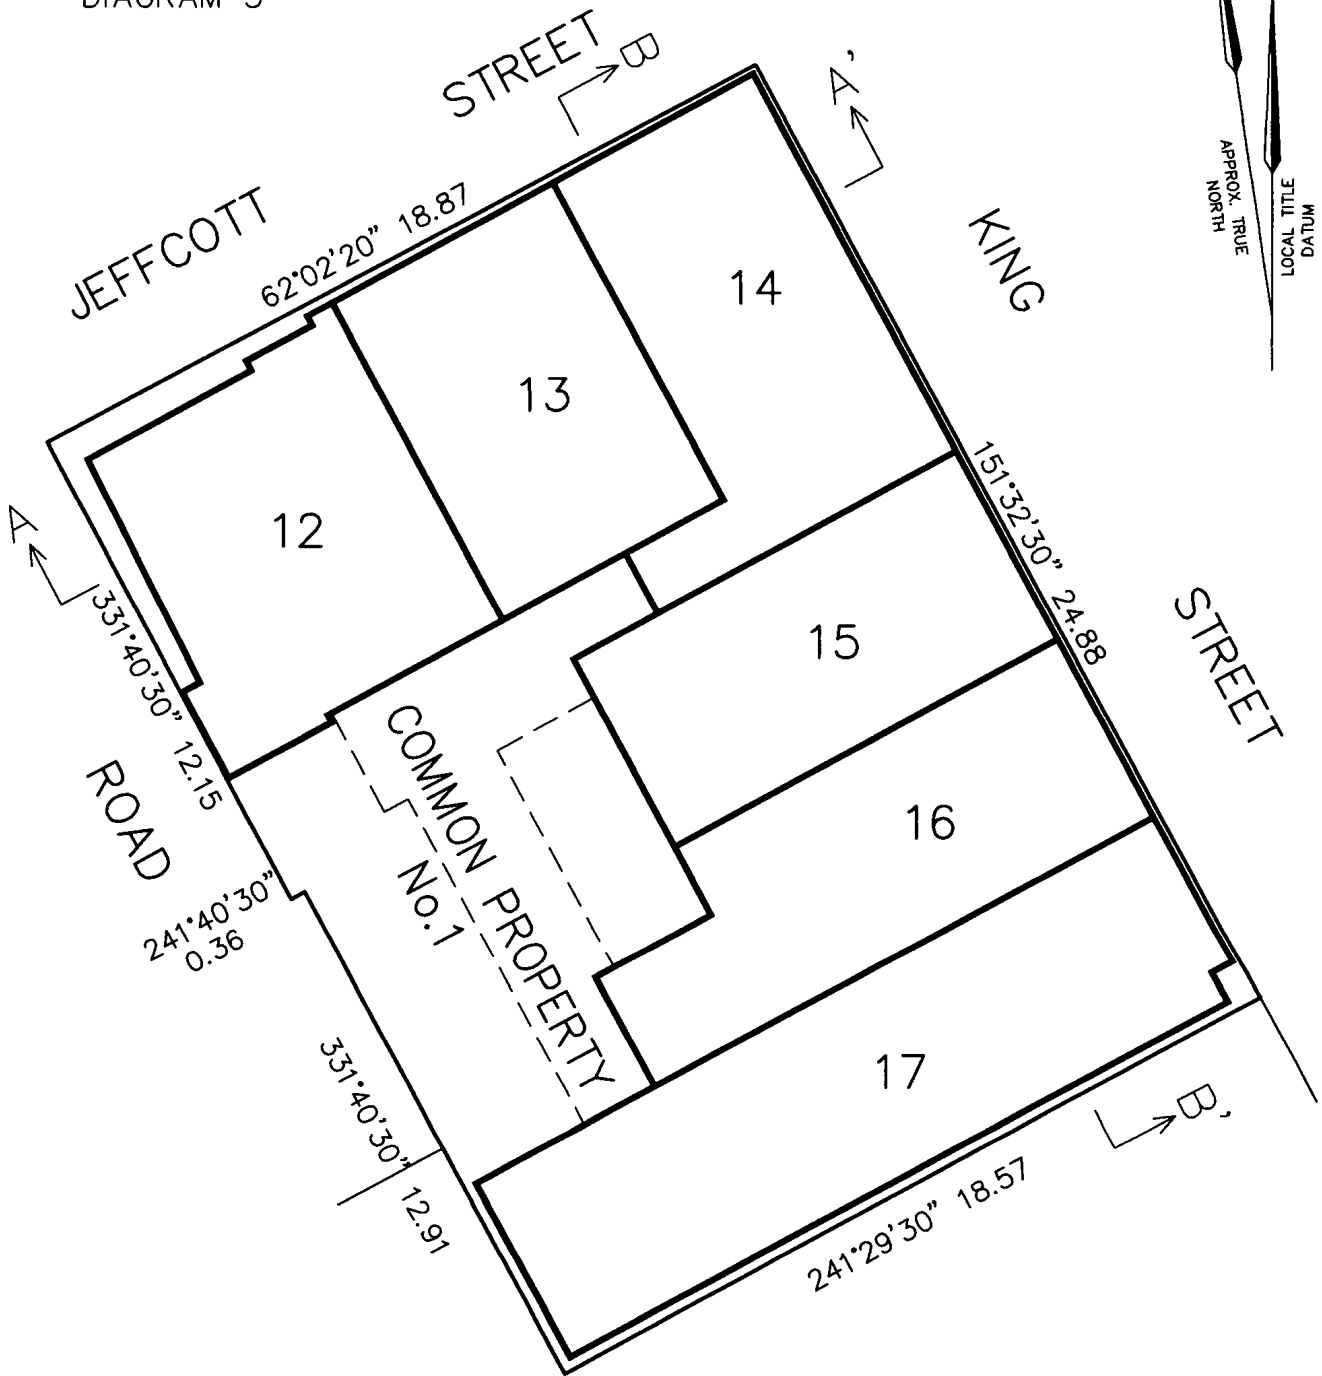 STREET
B
A'
JEFFCOTT
62°02'20" 18.87
APPROX. TRUE
NORTH
LOCAL TITLE
DATUM
KING
14
13
12
A
151°32'30" 24.88
331°40'30" 12.15
15
STREET
COMMON PROPERTY
No.1
ROAD
16
241°40'30"
0.36
17
331°40'30" 12.91
B'
241°29'30" 18.57